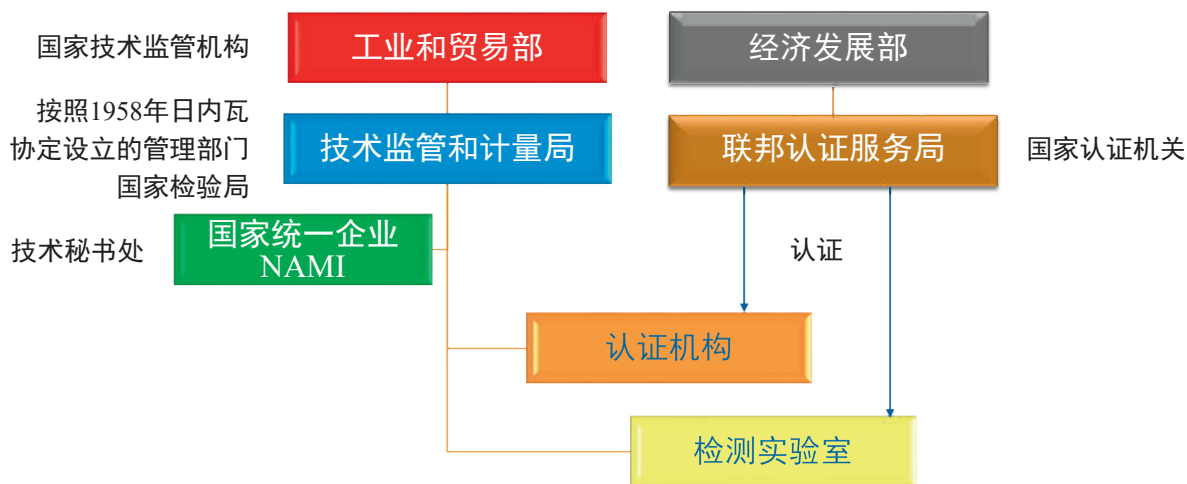 国家技术监管机构
工业和贸易部
经济发展部
按照1958年日内瓦
协定设立的管理部门
国家检验局
技术监管和计量局
联邦认证服务局
国家认证机关
技术秘书处
国家统一企业
NAMI
认证
认证机构
检测实验室